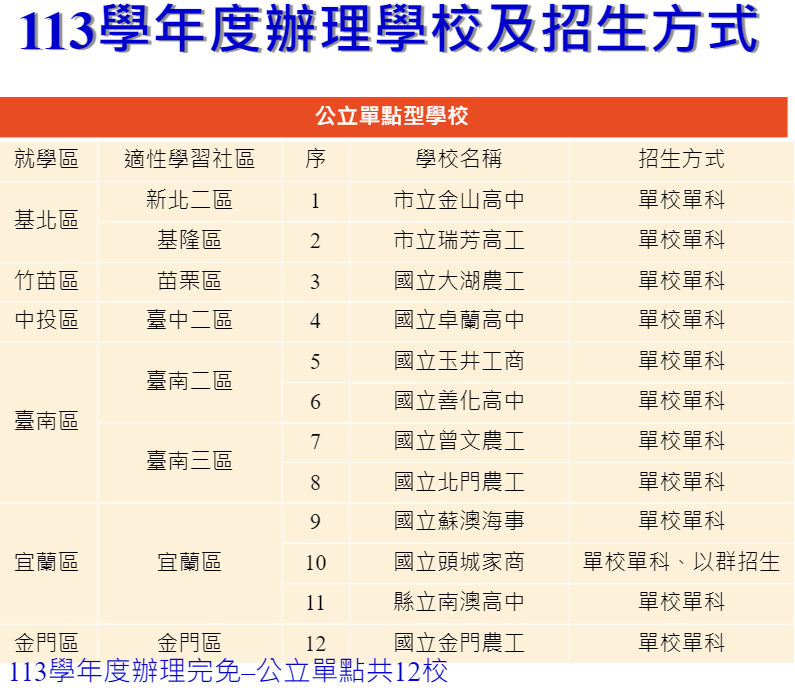 113學年度辦理學校及招生方式
公立單點型學校
就學區 適性學習社區 序 學校名稱 招生方式
基北區 新北二區 1 市立金山高中 單校單科
基隆區 2 市立瑞芳高工 單校單科
竹苗區 苗栗區 3 國立大湖農工 單校單科
中投區 臺中二區 4 國立卓蘭高中 單校單科
臺南區 臺南二區 5 國立玉井工商 單校單科
6 國立善化高中 單校單科
臺南三區 7 國立曾文農工 單校單科
8 國立北門農工 單校單科
宜蘭區 宜蘭區 9 國立蘇澳海事 單校單科
10 國立頭城家商 單校單科、以群招生
11 縣立南澳高中 單校單科
金門區 金門區 12 國立金門農工 單校單科
113學年度辦理完免–公立單點共12校